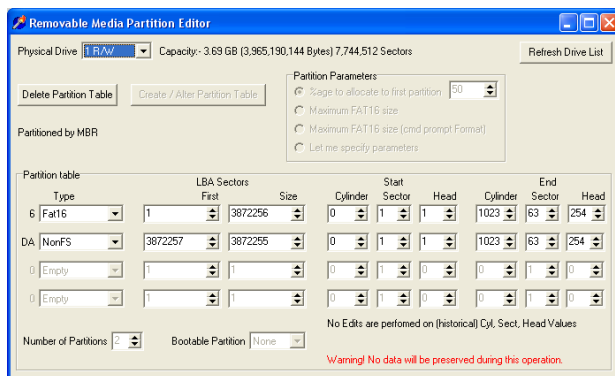 Removable Media Partition Editor
Physical Drive 1 R/W Capacity:- 3.69 GB (3,965,190,144 Bytes) 7,744,512 Sectors Refresh Drive List
Partition Parameters
Delete Partition Table Create / Alter Partition Table %age to allocate to first partition 50
Maximum FAT16 size
Partitioned by MBR Maximum FAT16 size (cmd prompt Format)
Let me specify parameters
Partition table
LBA Sectors Start End
Type First Size Cylinder Sector Head Cylinder Sector Head
6 Fat16 1 3872256 0 1 1 1023 63 254
DA NonFS 3872257 3872255 0 1 1 1023 63 254
0 Empty 1 1 0 1 0 0 1 0
0 Empty 1 1 0 1 0 0 1 0
No Edits are perfomed on (historical) Cyl, Sect, Head Values
Number of Partitions 2 Bootable Partition None
Warning! No data will be preserved during this operation.